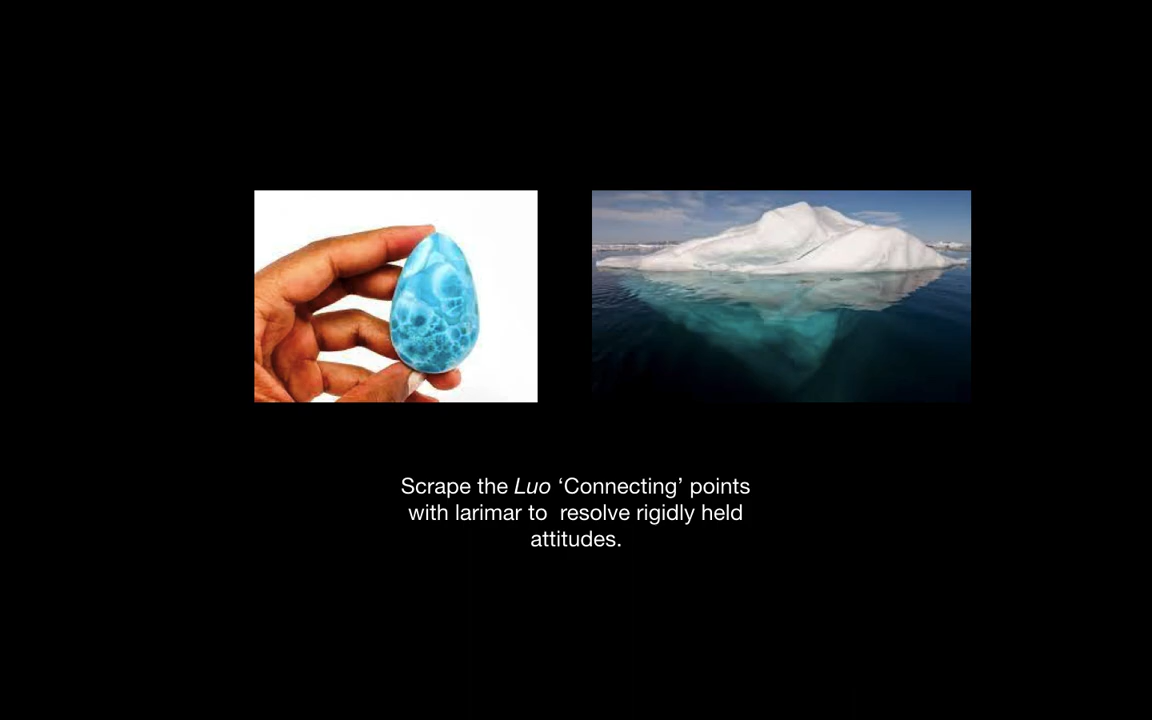 Scrape the Luo ‘Connecting’ points
with larimar to  resolve rigidly held
attitudes.